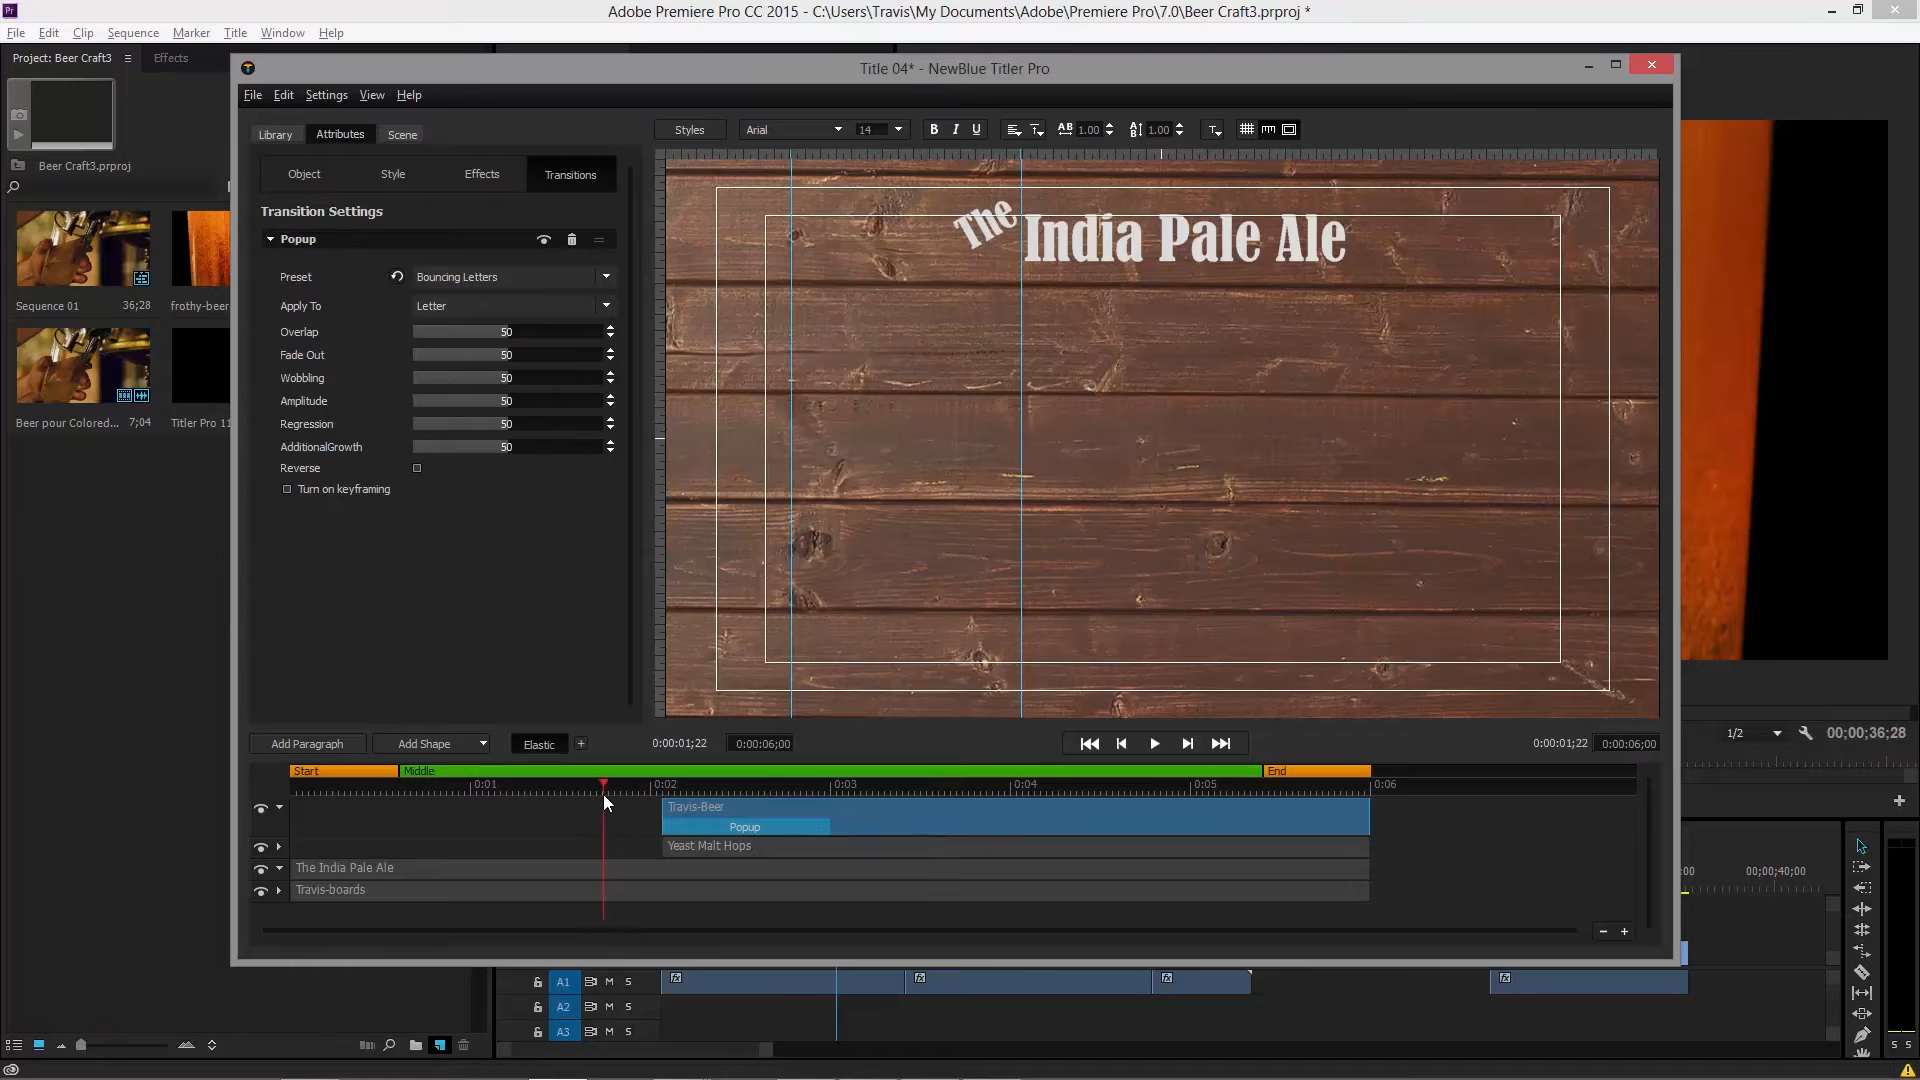 Adobe Premiere Pro CC 2015 - C:\Users\Travis\My Documents\Adobe\Premiere Pro\7.0\Beer Craft3.prproj *
File Edit Clip Sequence Marker Title Window Help
Project: Beer Craft3 Effects
Title 04* - NewBlue Titler Pro
File Edit Settings View Help
Library Attributes Scene
Styles Arial 14 B I U AB 1.00 1.00
Beer Craft3.prproj
Object Style Effects Transitions
Transition Settings
Popup
The India Pale Ale
Preset Bouncing Letters
Apply To Letter
Sequence 01 36;28 frothy-beer
Overlap 50
Fade Out 50
Wobbling 50
Amplitude 50
Regression 50
Beer pour Colored... 7;04 Titler Pro 11
AdditionalGrowth 50
Reverse
Turn on keyframing
1/2 00;00;36;28
Add Paragraph Add Shape Elastic + 0:00:01;22 0:00:06;00 0:00:01;22 0:00:06;00
Start Middle End
0:01 0:02 0:03 0:04 0:05 0:06
Travis-Beer
Popup
Yeast Malt Hops
The India Pale Ale
Travis-boards
:00 00;00;40;00
A1 M S fx fx fx fx
A2 M S
A3 M S
S S